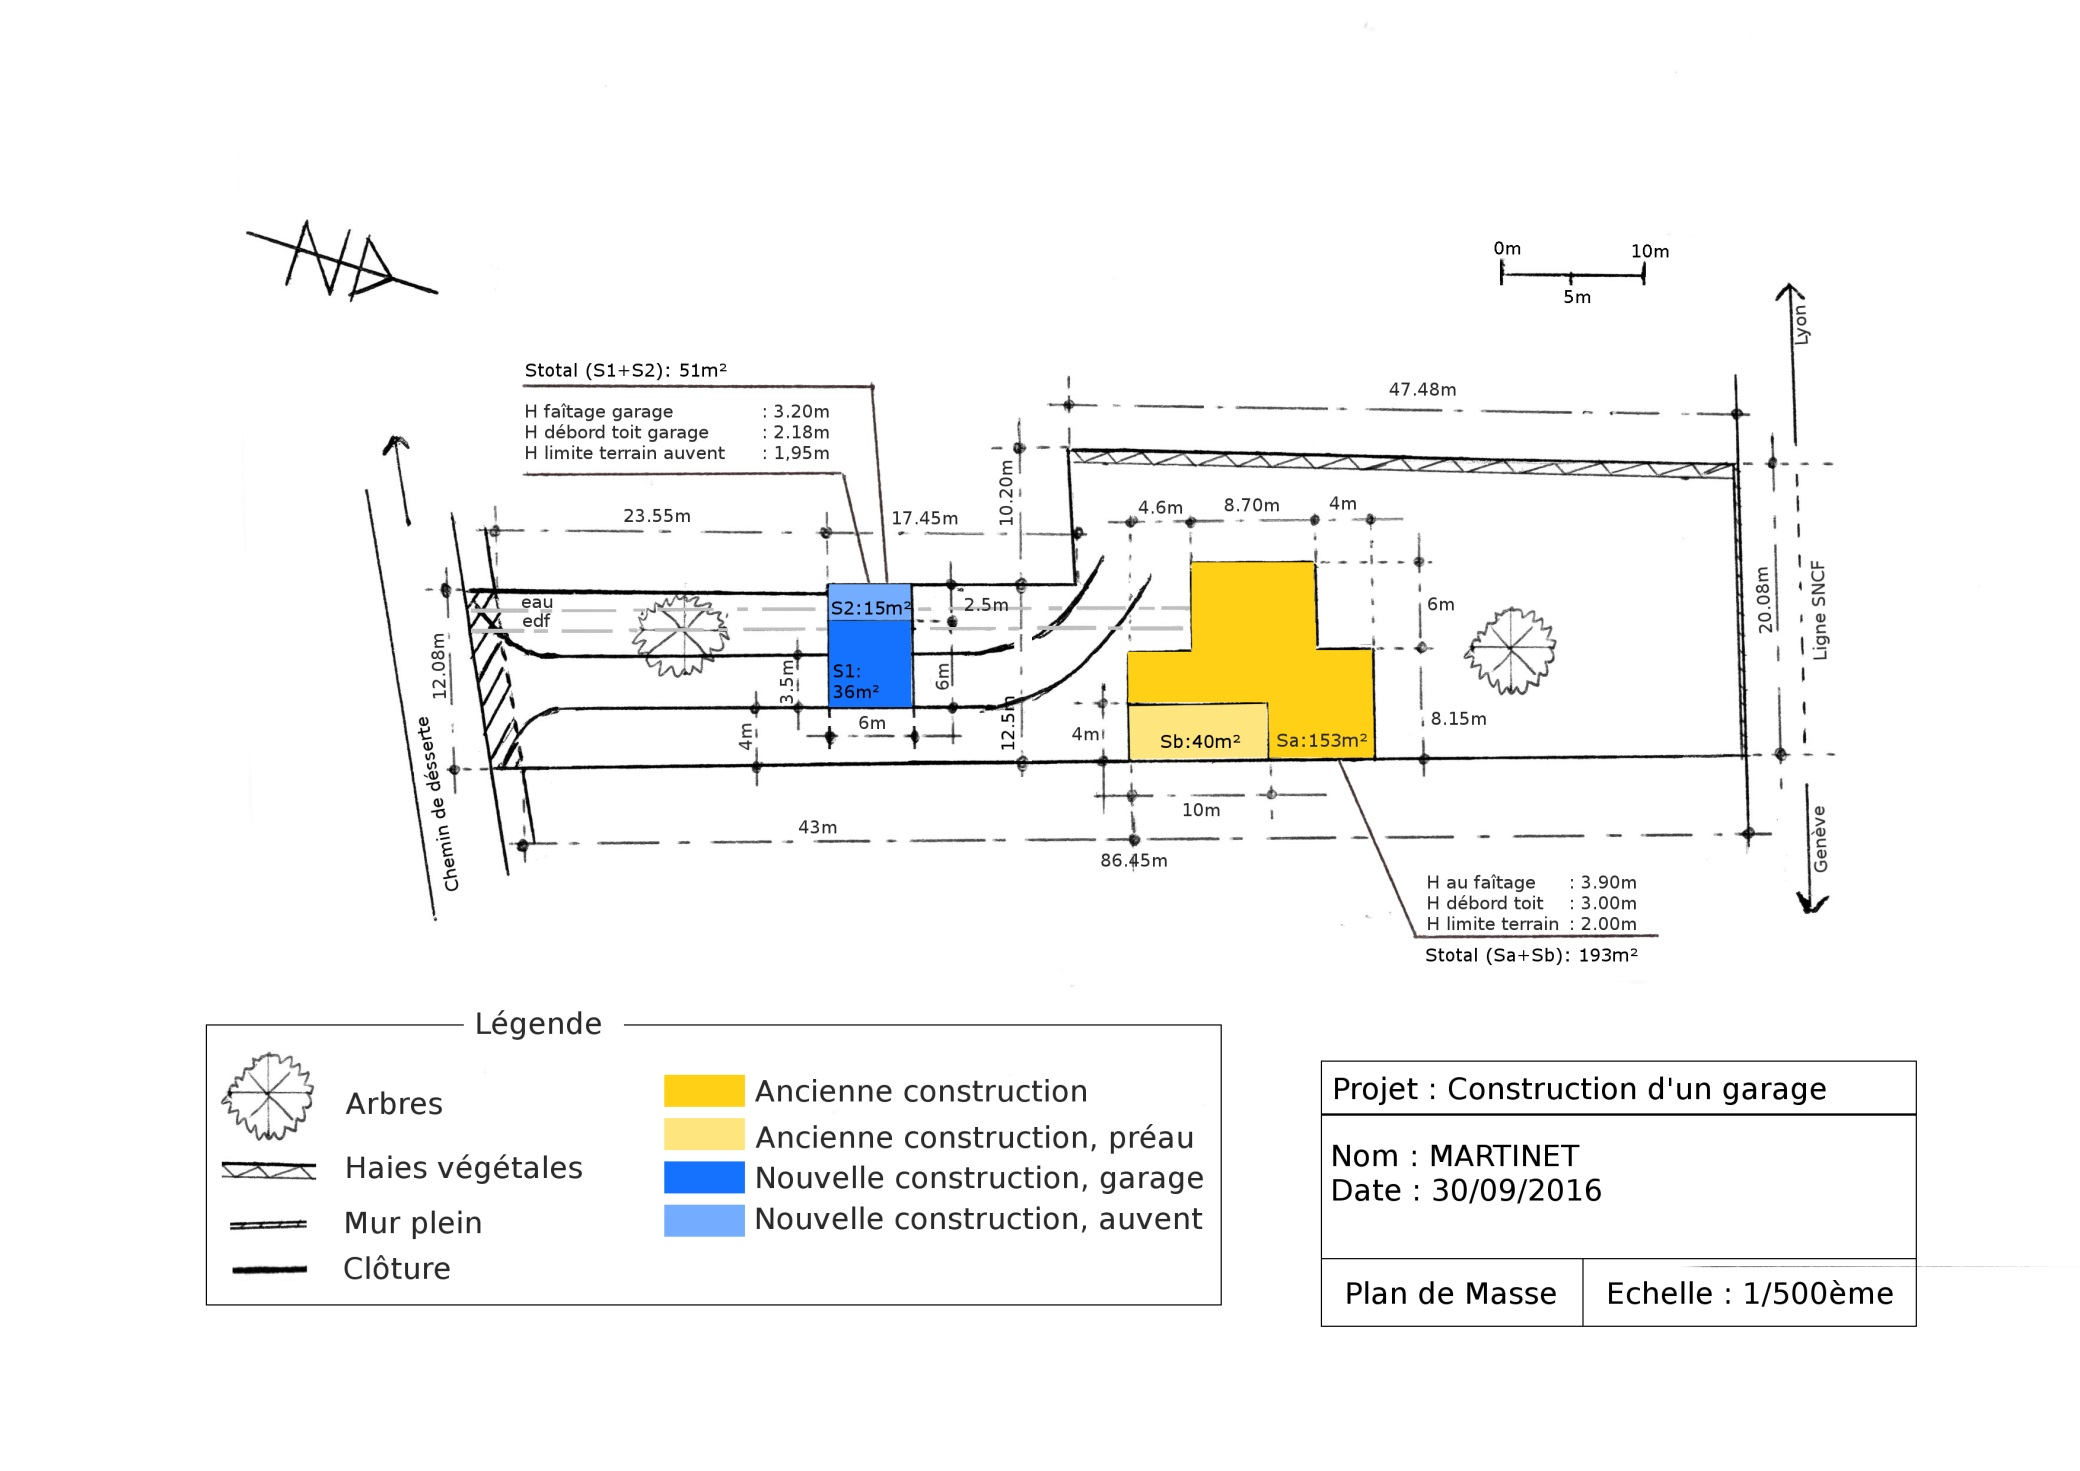 0m
10m
5m
Lyon
Stotal (S1+S2): 51m²
H faîtage garage : 3.20m
H débord toit garage : 2.18m
H limite terrain auvent : 1,95m
47.48m
10.20m
4.6m
8.70m
4m
23.55m
17.45m
eau
edf
S2:15m²
2.5m
6m
20.08m
Ligne SNCF
12.08m
3.5m
S1:
36m²
6m
6m
4m
12.5m
4m
8.15m
Sb:40m²
Sa:153m²
Chemin de désserte
10m
43m
86.45m
Genève
H au faîtage : 3.90m
H débord toit : 3.00m
H limite terrain : 2.00m
Stotal (Sa+Sb): 193m²
Légende
Arbres
Haies végétales
Mur plein
Clôture
Ancienne construction
Ancienne construction, préau
Nouvelle construction, garage
Nouvelle construction, auvent
Projet : Construction d'un garage
Nom : MARTINET
Date : 30/09/2016
Plan de Masse
Echelle : 1/500ème
N